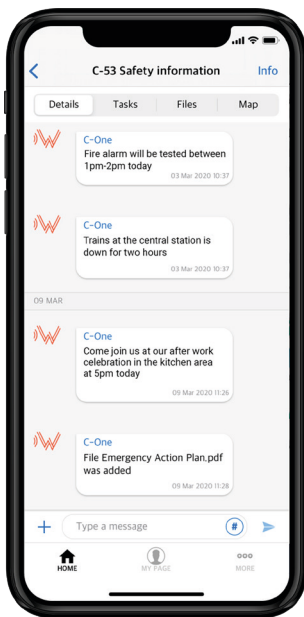 C-53 Safety information
Info
Details
Tasks
Files
Map
C-One
Fire alarm will be tested between
1pm-2pm today
03 Mar 2020 10:37
C-One
Trains at the central station is
down for two hours
03 Mar 2020 10:37
09 MAR
C-One
Come join us at our after work
celebration in the kitchen area
at 5pm today
09 Mar 2020 11:26
C-One
File Emergency Action Plan.pdf
was added
09 Mar 2020 11:28
+
Type a message
#
HOME
MY PAGE
MORE